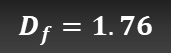 D_f = 1.76